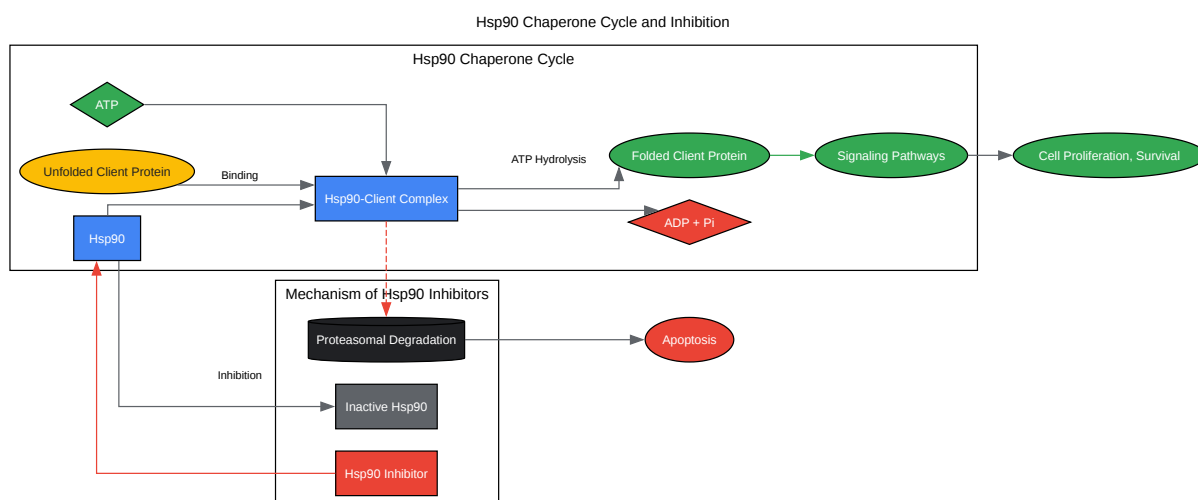 Hsp90 Chaperone Cycle and Inhibition
Hsp90 Chaperone Cycle
ATP
Unfolded Client Protein
Binding
Hsp90
Hsp90-Client Complex
ATP Hydrolysis
Folded Client Protein
Signaling Pathways
Cell Proliferation, Survival
ADP + Pi
Mechanism of Hsp90 Inhibitors
Proteasomal Degradation
Apoptosis
Inhibition
Inactive Hsp90
Hsp90 Inhibitor